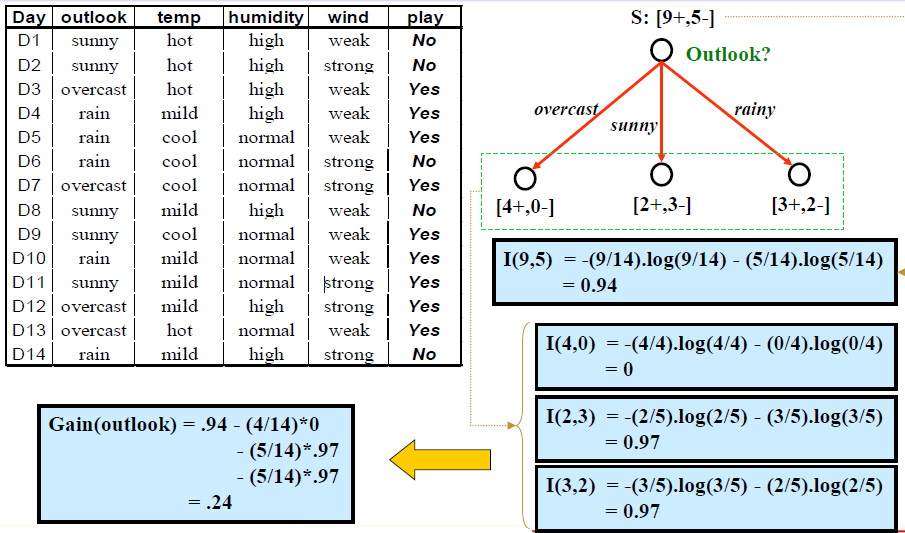 Day outlook temp humidity wind play
D1 sunny hot high weak No
D2 sunny hot high strong No
D3 overcast hot high weak Yes
D4 rain mild high weak Yes
D5 rain cool normal weak Yes
D6 rain cool normal strong No
D7 overcast cool normal strong Yes
D8 sunny mild high weak No
D9 sunny cool normal weak Yes
D10 rain mild normal weak Yes
D11 sunny mild normal strong Yes
D12 overcast mild high strong Yes
D13 overcast hot normal weak Yes
D14 rain mild high strong No
S: [9+,5-]
Outlook?
overcast
sunny
rainy
[4+,0-] [2+,3-] [3+,2-]
I(9,5) = -(9/14).log(9/14) - (5/14).log(5/14)
= 0.94
I(4,0) = -(4/4).log(4/4) - (0/4).log(0/4)
= 0
I(2,3) = -(2/5).log(2/5) - (3/5).log(3/5)
= 0.97
I(3,2) = -(3/5).log(3/5) - (2/5).log(2/5)
= 0.97
Gain(outlook) = .94 - (4/14)*0
- (5/14)*.97
- (5/14)*.97
= .24